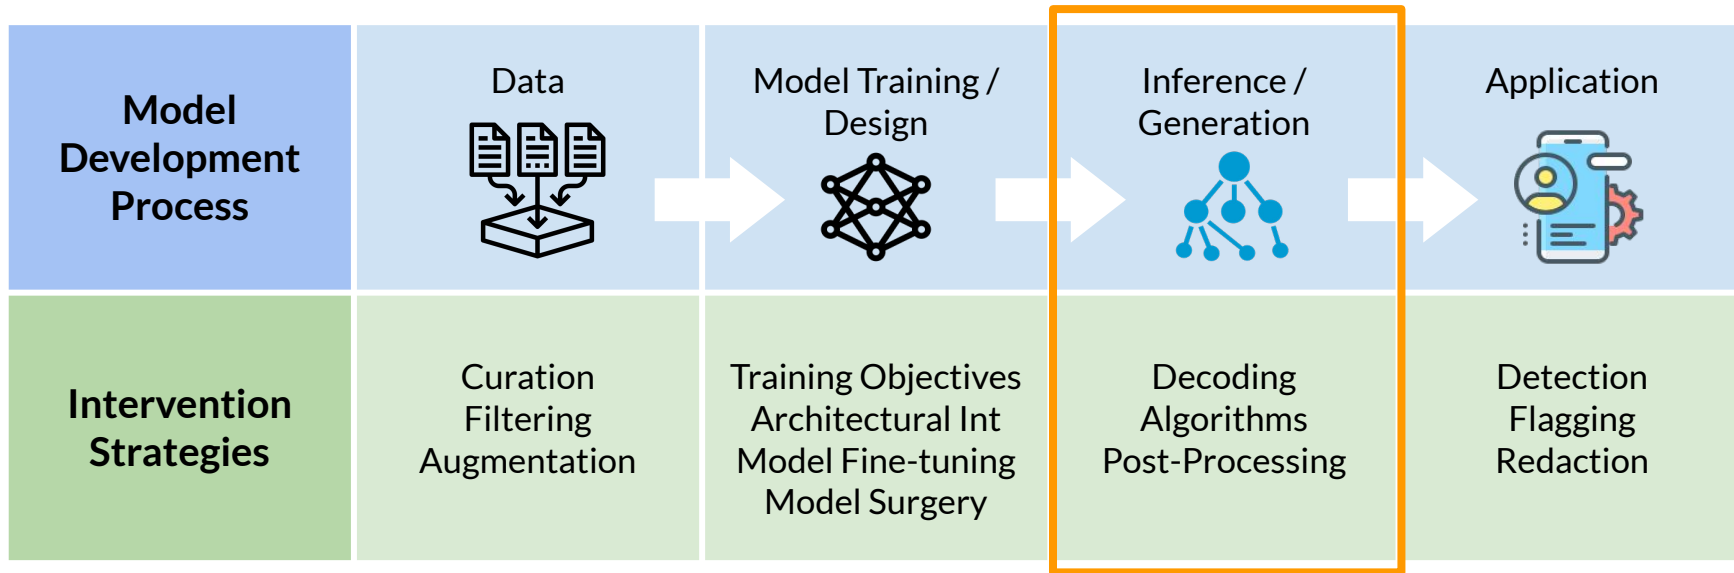 Model
Development
Process
Data
Model Training /
Design
Inference /
Generation
Application
Intervention
Strategies
Curation
Filtering
Augmentation
Training Objectives
Architectural Int
Model Fine-tuning
Model Surgery
Decoding
Algorithms
Post-Processing
Detection
Flagging
Redaction